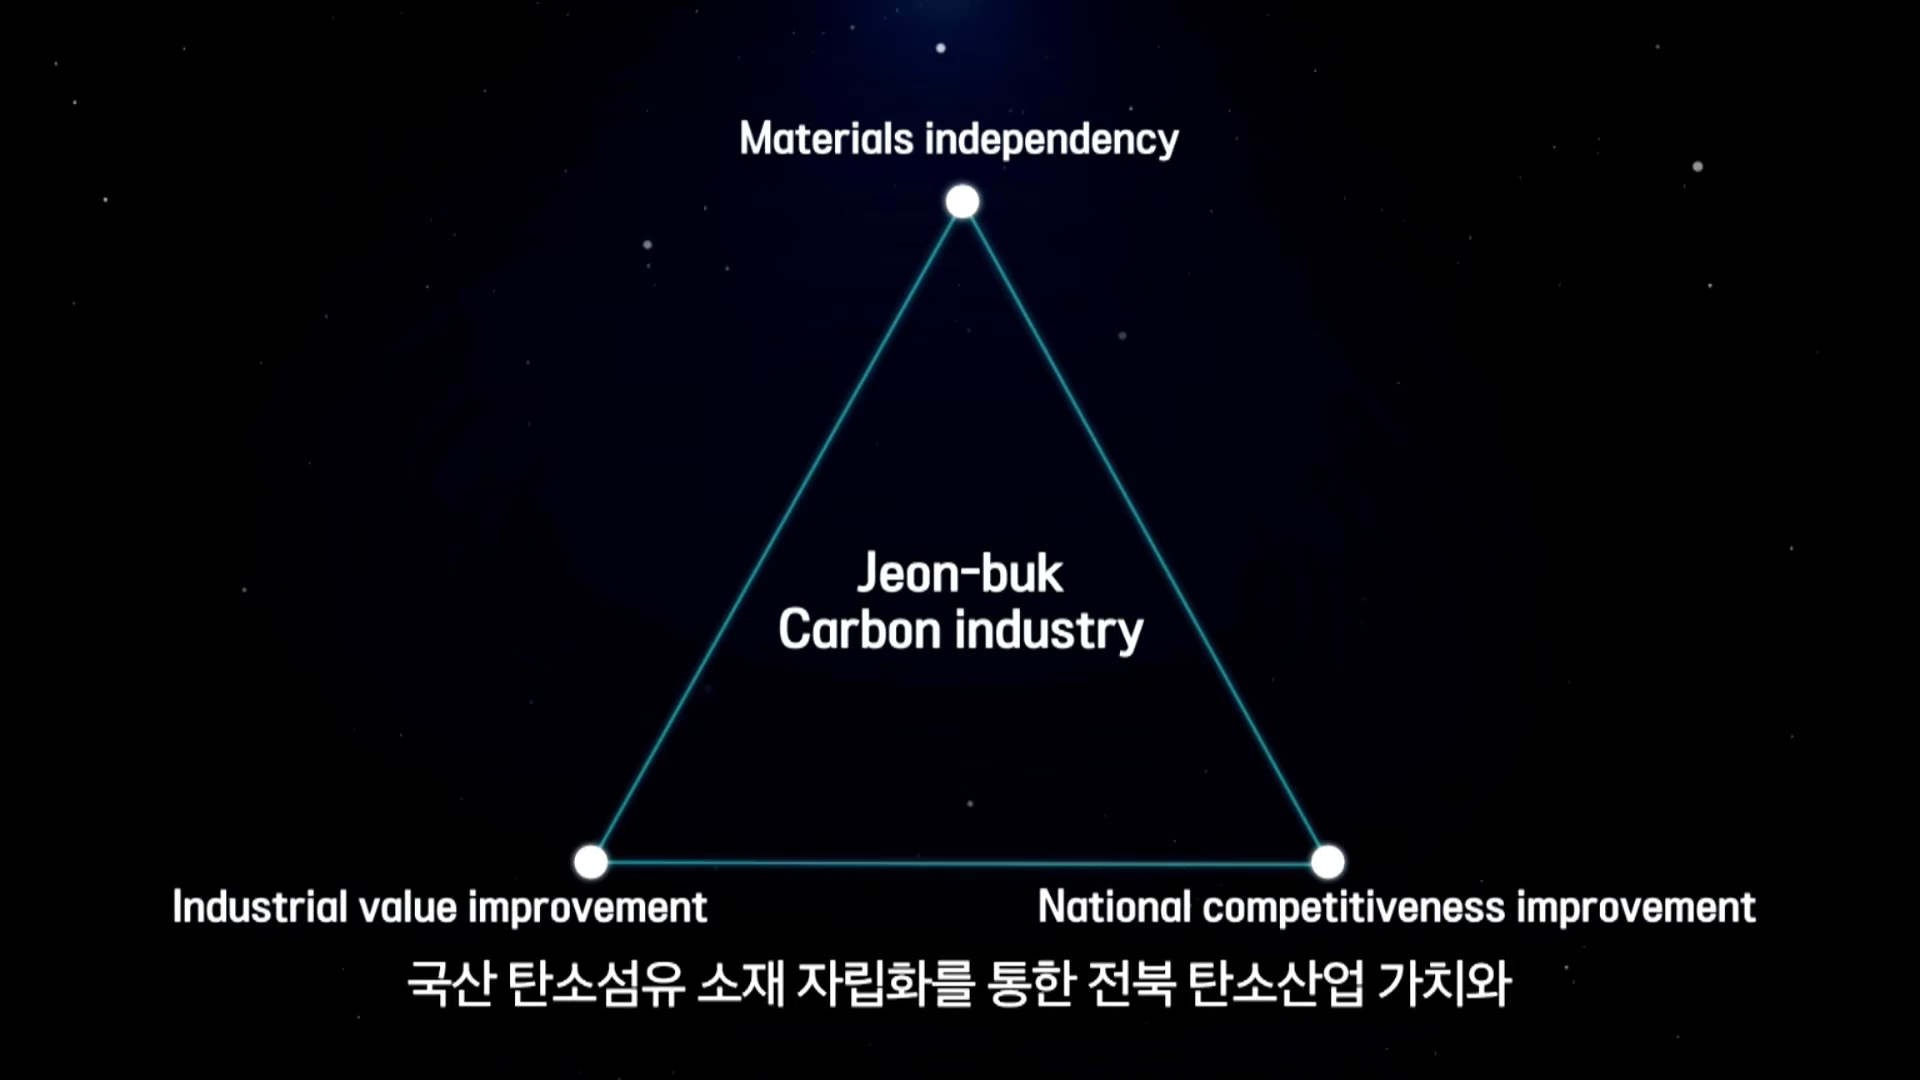 Materials independency
Jeon-buk
Carbon industry
Industrial value improvement
National competitiveness improvement
국산 탄소섬유 소재 자립화를 통한 전북 탄소산업 가치와